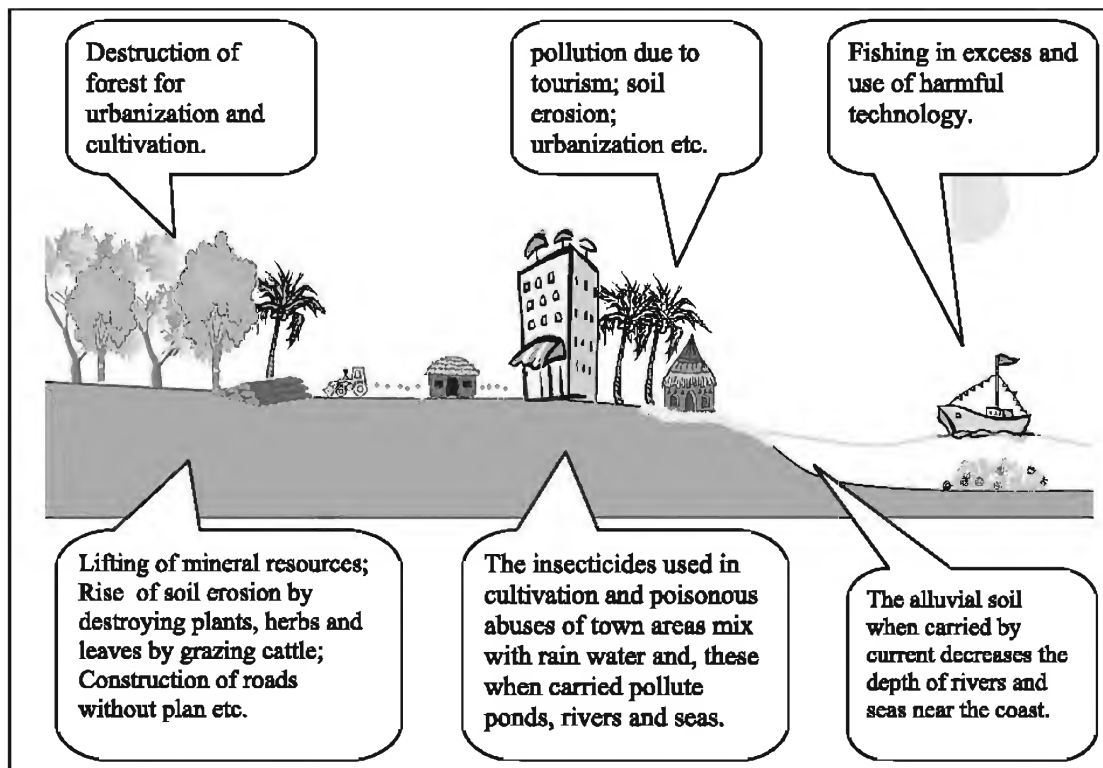 Destruction of
forest for
urbanization and
cultivation.
pollution due to
tourism; soil
erosion;
urbanization etc.
Fishing in excess and
use of harmful
technology.
Lifting of mineral resources;
Rise of soil erosion by
destroying plants, herbs and
leaves by grazing cattle;
Construction of roads
without plan etc.
The insecticides used in
cultivation and poisonous
abuses of town areas mix
with rain water and, these
when carried pollute
ponds, rivers and seas.
The alluvial soil
when carried by
current decreases the
depth of rivers and
seas near the coast.